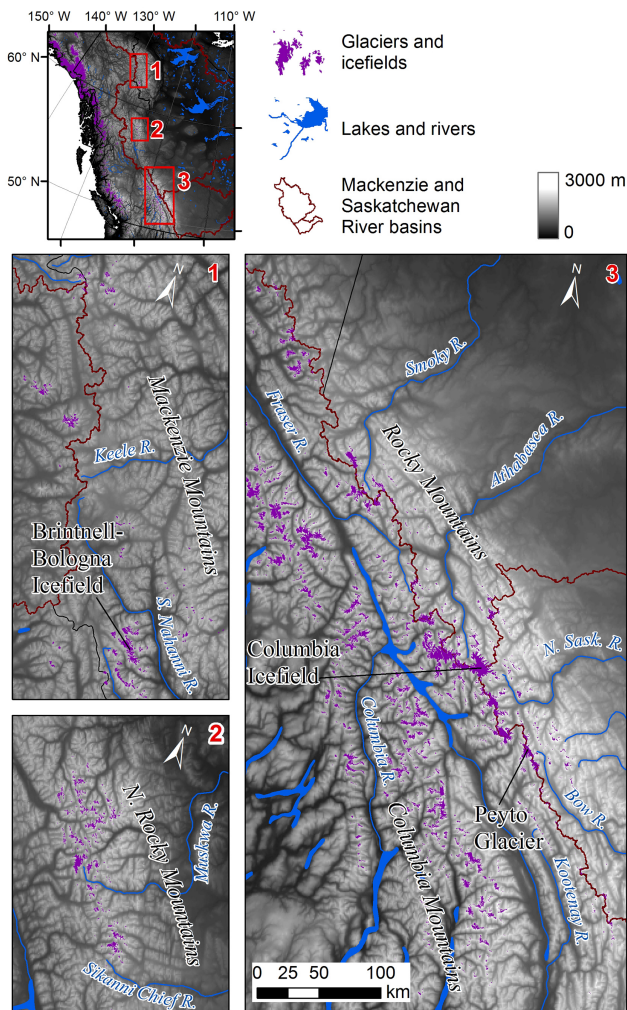 150° W 140° W 130° W 120° W 110° W
60° N
50° N
1
2
3
Glaciers and
icefields
Lakes and rivers
Mackenzie and
Saskatchewan
River basins
3000 m
0
N
1
Mackenzie Mountains
Keele R.
Brintnell-
Bologna
Icefield
S. Nahanni R.
N
2
N. Rocky Mountains
Muskwa R.
Sikanni Chief R.
N
3
Smoky R.
Fraser R.
Rocky Mountains
Athabasca R.
Columbia
Icefield
N. Sask. R.
Columbia R.
Columbia Mountains
Peyto
Glacier
Bow R.
Kootenay R.
0 25 50 100
km